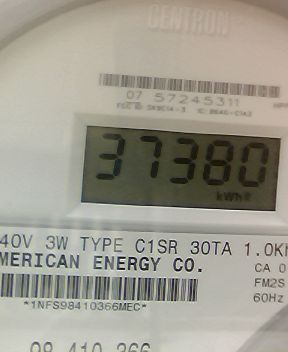 CENTRON
07 57245311
37380
kWh
40V 3W TYPE C1SR 30TA 1.0K
MERICAN ENERGY CO.
CA 0
FM2S
60Hz
*1NFS98410366MEC*
98 410 366